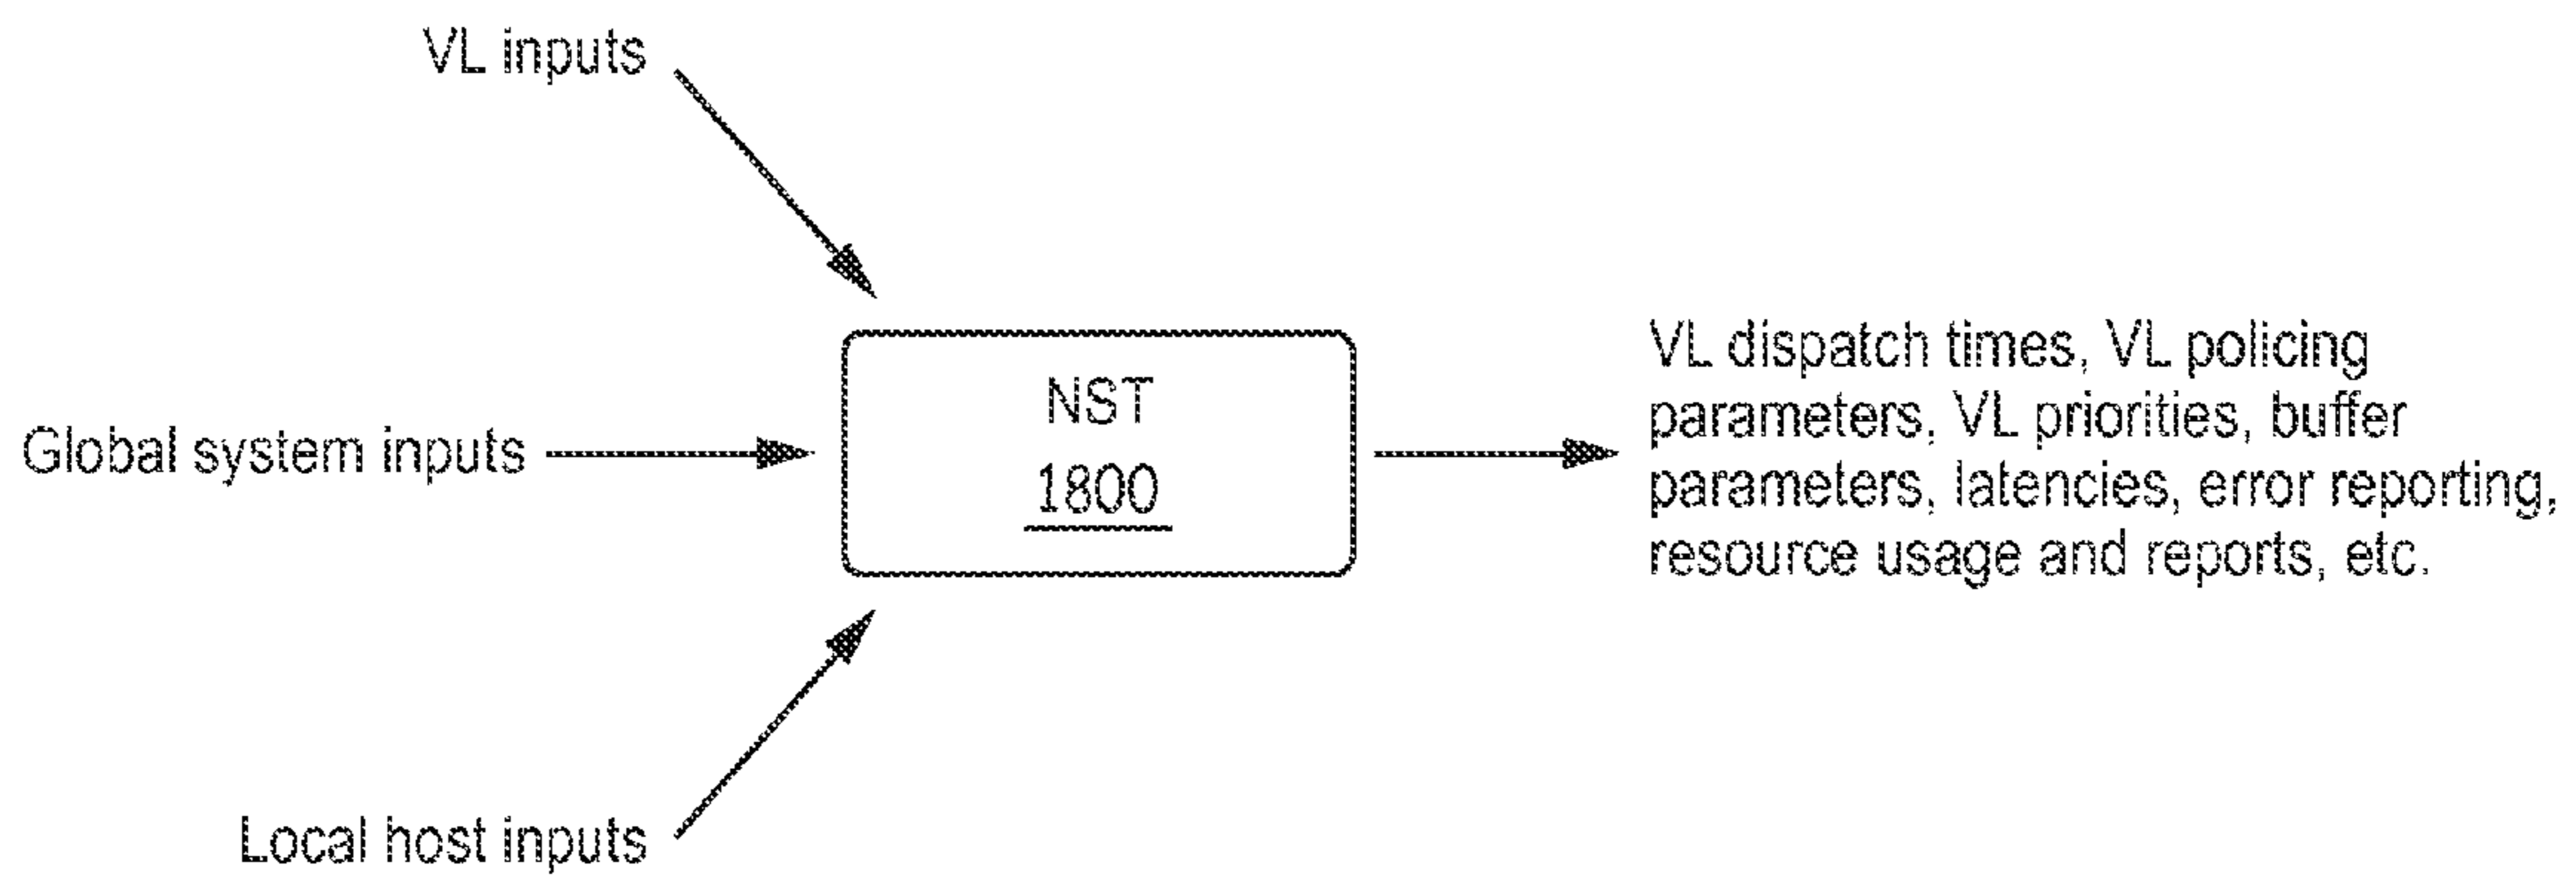 VL inputs
Global system inputs
Local host inputs
NST
1800
VL dispatch times, VL policing
parameters, VL priorities, buffer
parameters, latencies, error reporting,
resource usage and reports, etc.